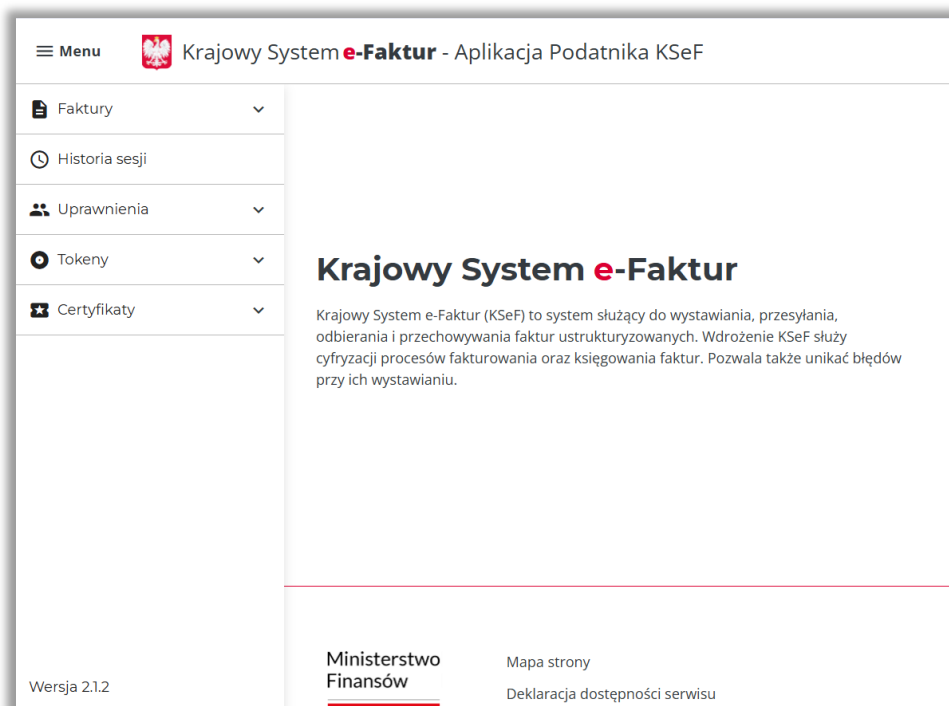 Menu
Krajowy System e-Faktur - Aplikacja Podatnika KSeF
Faktury
Historia sesji
Uprawnienia
Tokeny
Certyfikaty
Krajowy System e-Faktur
Krajowy System e-Faktur (KSeF) to system służący do wystawiania, przesyłania,
odbierania i przechowywania faktur ustrukturyzowanych. Wdrożenie KSeF służy
cyfryzacji procesów fakturowania oraz księgowania faktur. Pozwala także unikać błędów
przy ich wystawianiu.
Wersja 2.1.2
Ministerstwo
Finansów
Mapa strony
Deklaracja dostępności serwisu